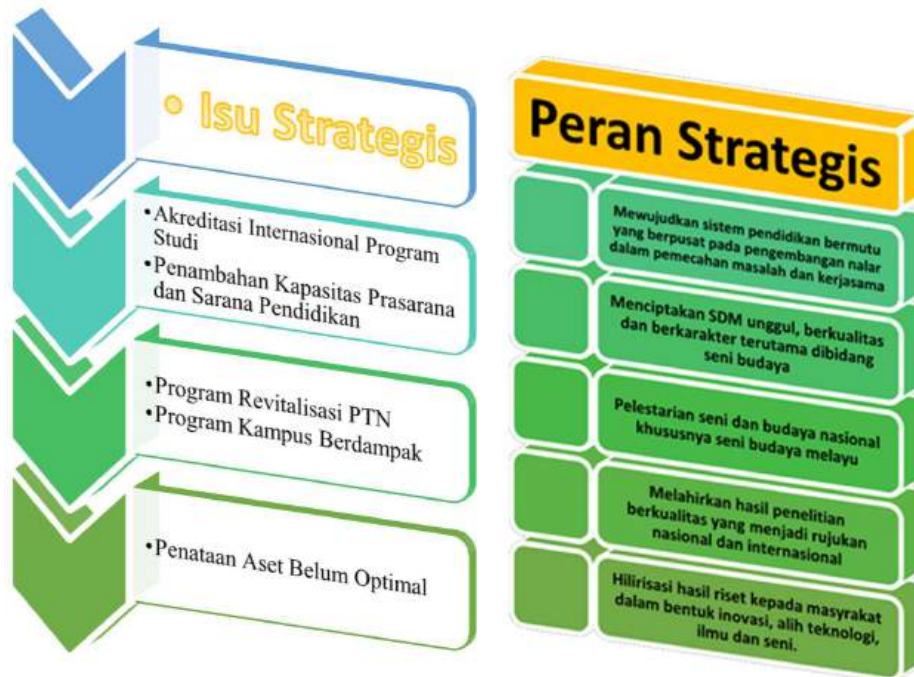 • Isu Strategis
•Akreditasi Internasional Program
Studi
•Penambahan Kapasitas Prasarana
dan Sarana Pendidikan
•Program Revitalisasi PTN
•Program Kampus Berdampak
•Penataan Aset Belum Optimal
Peran Strategis
Mewujudkan sistem pendidikan bermutu
yang berpusat pada pengembangan nalar
dalam pemecahan masalah dan kerjasama
Menciptakan SDM unggul, berkualitas
dan berkarakter terutama dibidang
seni budaya
Pelestarian seni dan budaya nasional
khususnya seni budaya melayu
Melahirkan hasil penelitian
berkualitas yang menjadi rujukan
nasional dan internasional
Hilirisasi hasil riset kepada masyrakat
dalam bentuk inovasi, alih teknologi,
ilmu dan seni.